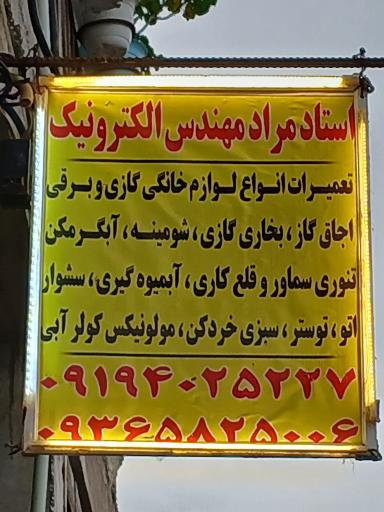 استاد مراد مهندس الکترونیک
تعمیرات انواع لوازم خانگی گازی و برقی
اجاق گاز ، بخاری گازی ، شومینه ، آبگرمکن
تنوری سماور و قلع کاری ، آبمیوه گیری ، سشوار
اتو ، توستر ، سبزی خردکن ، مولونیکس کولر آبی
۰۹۱۹۴۰۲۵۲۲۷
۰۹۳۶۵۸۲۵۰۰۶